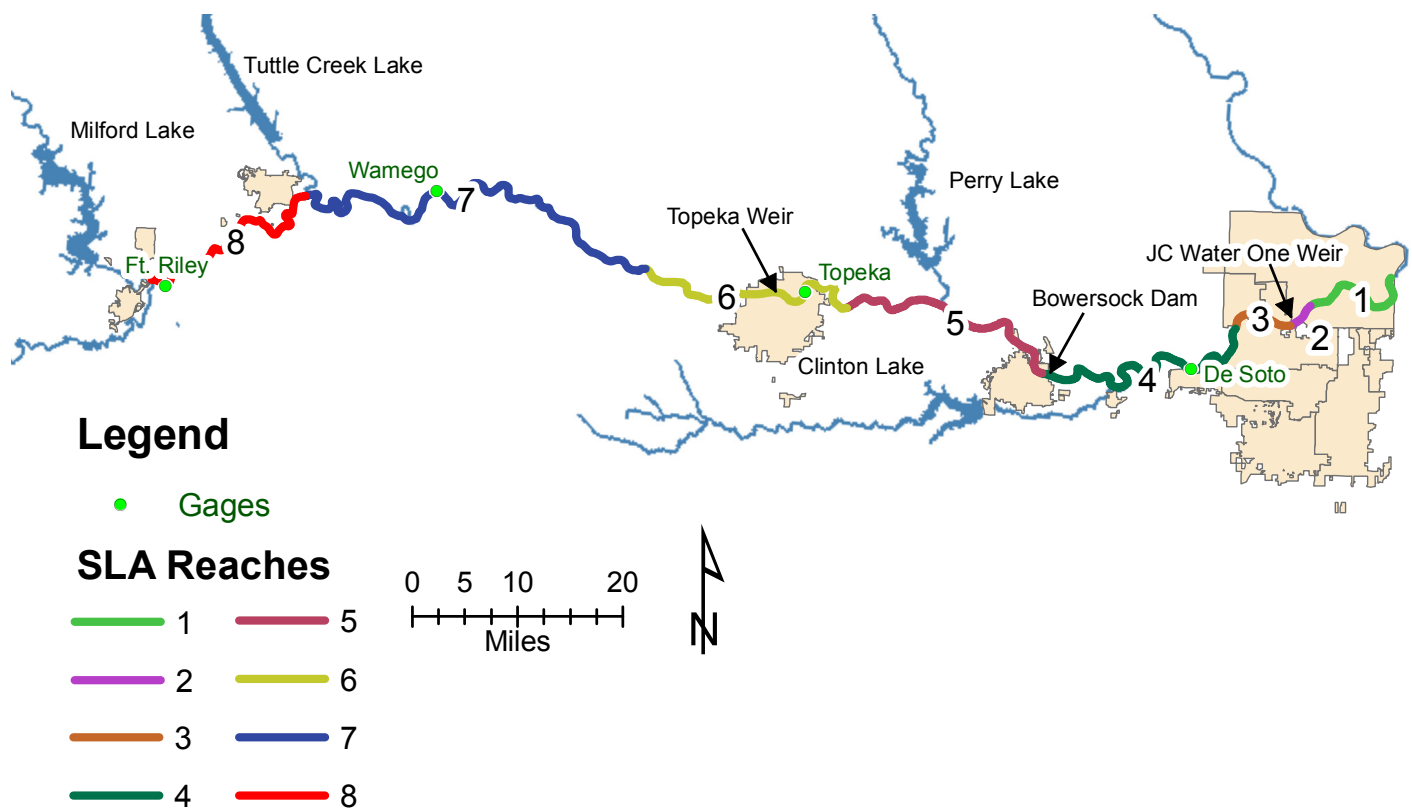 Tuttle Creek Lake
Milford Lake
Wamego
7
Perry Lake
Topeka Weir
8
Ft. Riley
Topeka
JC Water One Weir
Bowersock Dam
6
5
3
1
2
Clinton Lake
4
De Soto
Legend
Gages
SLA Reaches
1
5
2
6
3
7
4
8
0 5 10 20
Miles
N